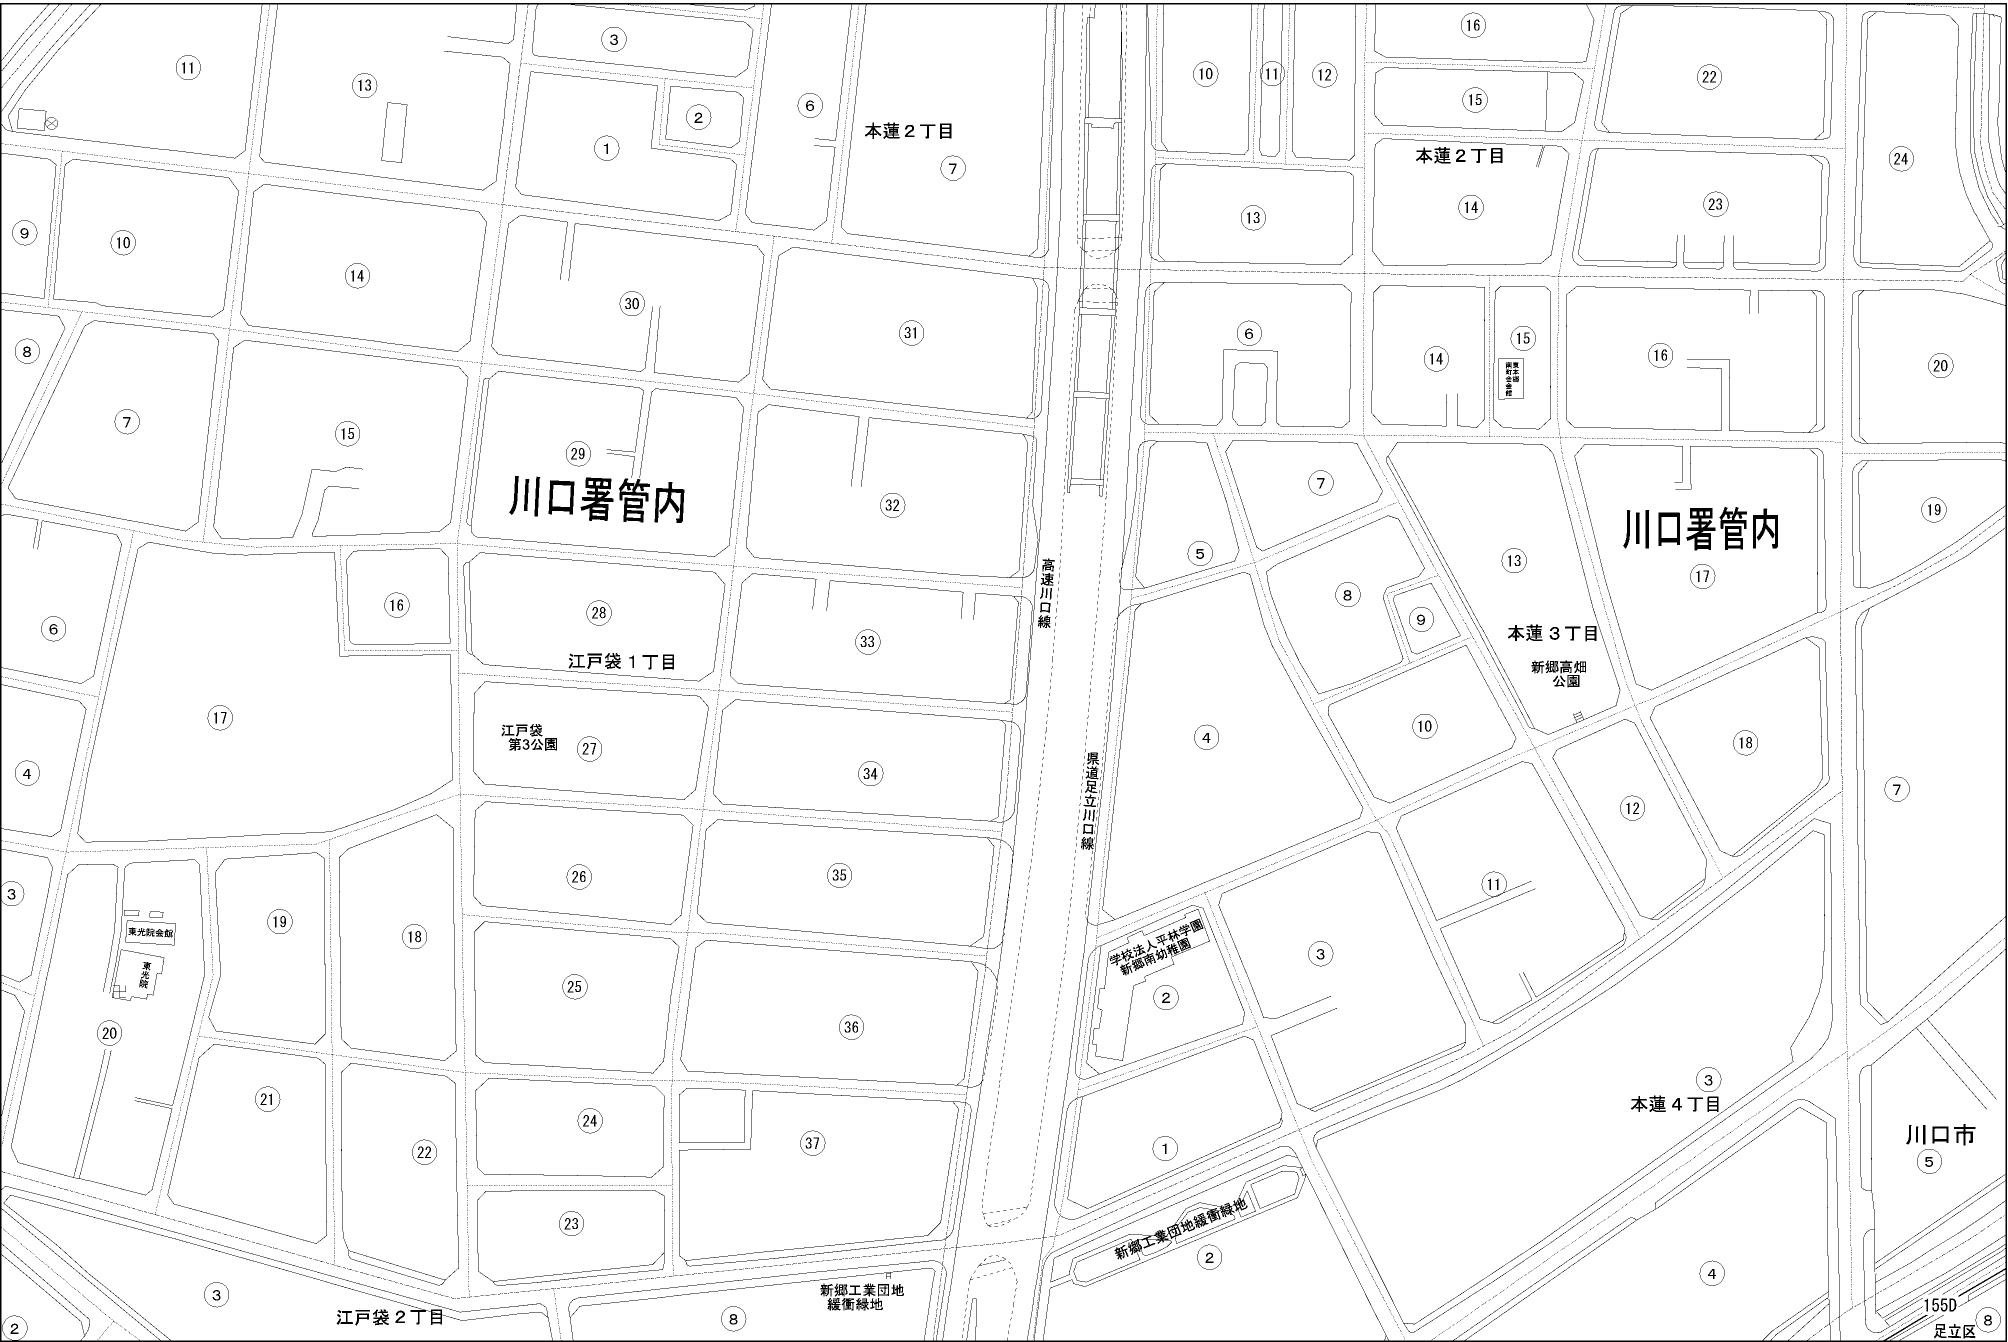 ③
⑯
⑪
⑬
⑥
⑩
⑪
⑫
㉒
⑮
②
本蓮２丁目
①
⑦
本蓮２丁目
㉔
⑭
㉓
⑬
⑨
⑩
⑭
㉚
㉛
⑥
⑮
⑭
⑯
⑳
⑧
東本郷
南町会会館
⑦
⑮
㉙
⑦
川口署管内
㉜
川口署管内
⑲
⑤
⑬
⑰
高速川口線
⑯
㉘
⑧
⑨
⑥
㉝
本蓮３丁目
江戸袋１丁目
新郷高畑
公園
⑰
江戸袋
第3公園
㉗
④
⑩
⑱
④
㉞
県道足立川口線
⑦
⑫
③
㉖
㉟
⑪
⑲
⑱
東光院会館
東光院
学校法人平林学園
新郷南幼稚園
③
㉕
②
⑳
㊱
㉑
㉔
③
本蓮４丁目
㉒
㊲
①
川口市
⑤
㉓
新郷工業団地緩衝緑地
②
④
新郷工業団地
緩衝緑地
③
江戸袋２丁目
⑧
②
155D
足立区
⑧